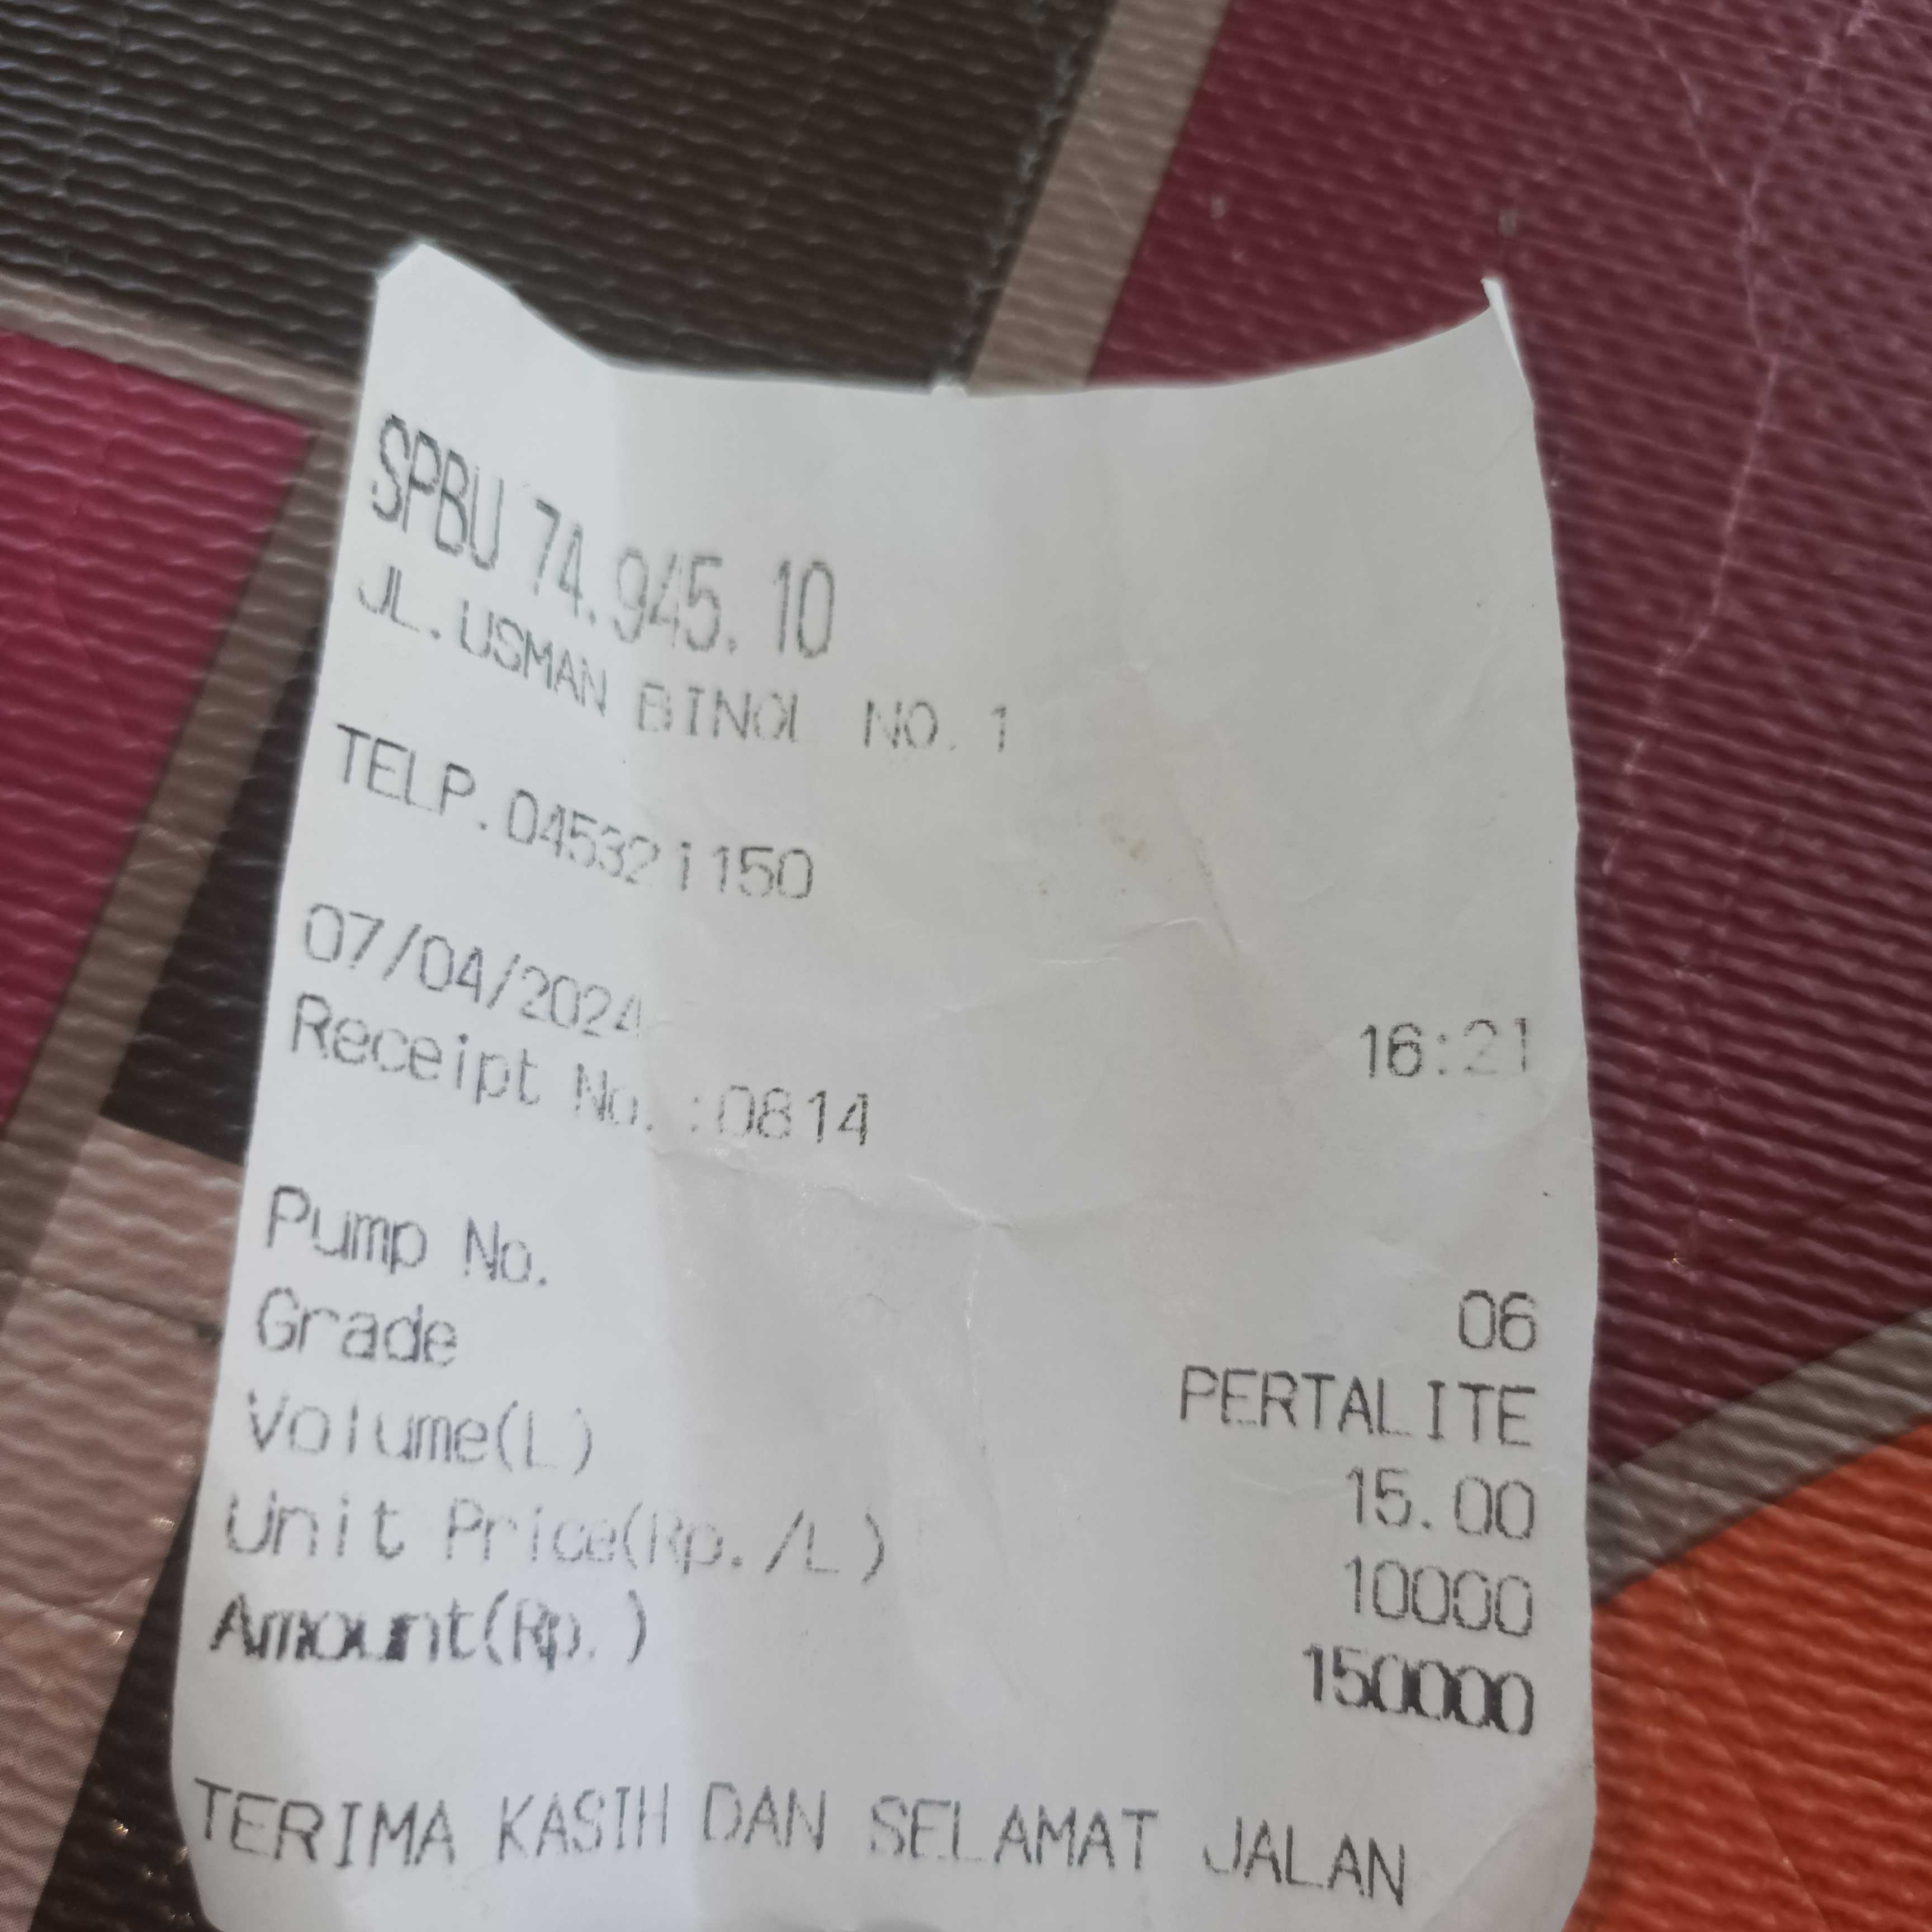 SPBU 74.945.10
JL.USMAN BINOL NO.1
TELP.045321150
07/04/2024 16:21
Receipt No.:0814
Pump No. 06
Grade PERTALITE
Volume(L) 15.00
Unit Price(Rp./L) 10000
Amount(Rp.) 150000
TERIMA KASIH DAN SELAMAT JALAN